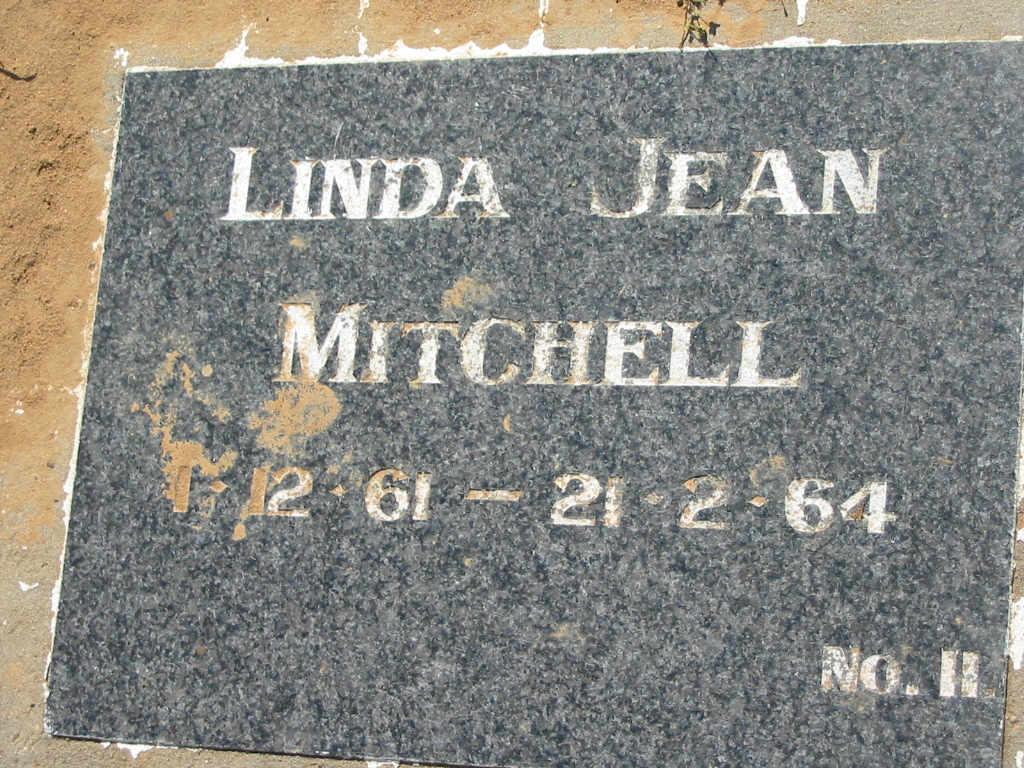 LINDA JEAN
MITCHELL
1·12·61 – 21·2·64
No. 11.